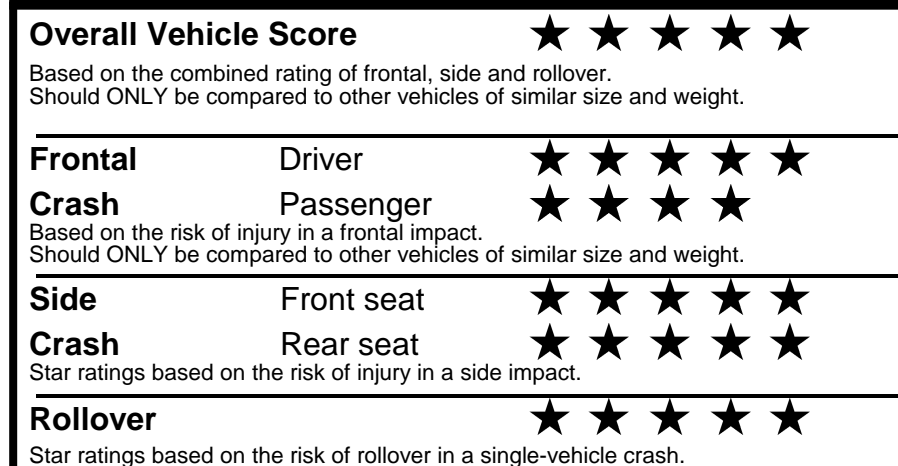 Overall Vehicle Score ★ ★ ★ ★ ★
Based on the combined rating of frontal, side and rollover.
Should ONLY be compared to other vehicles of similar size and weight.
Frontal Driver ★ ★ ★ ★ ★
Crash Passenger ★ ★ ★ ★
Based on the risk of injury in a frontal impact.
Should ONLY be compared to other vehicles of similar size and weight.
Side Front seat ★ ★ ★ ★ ★
Crash Rear seat ★ ★ ★ ★ ★
Star ratings based on the risk of injury in a side impact.
Rollover ★ ★ ★ ★ ★
Star ratings based on the risk of rollover in a single-vehicle crash.